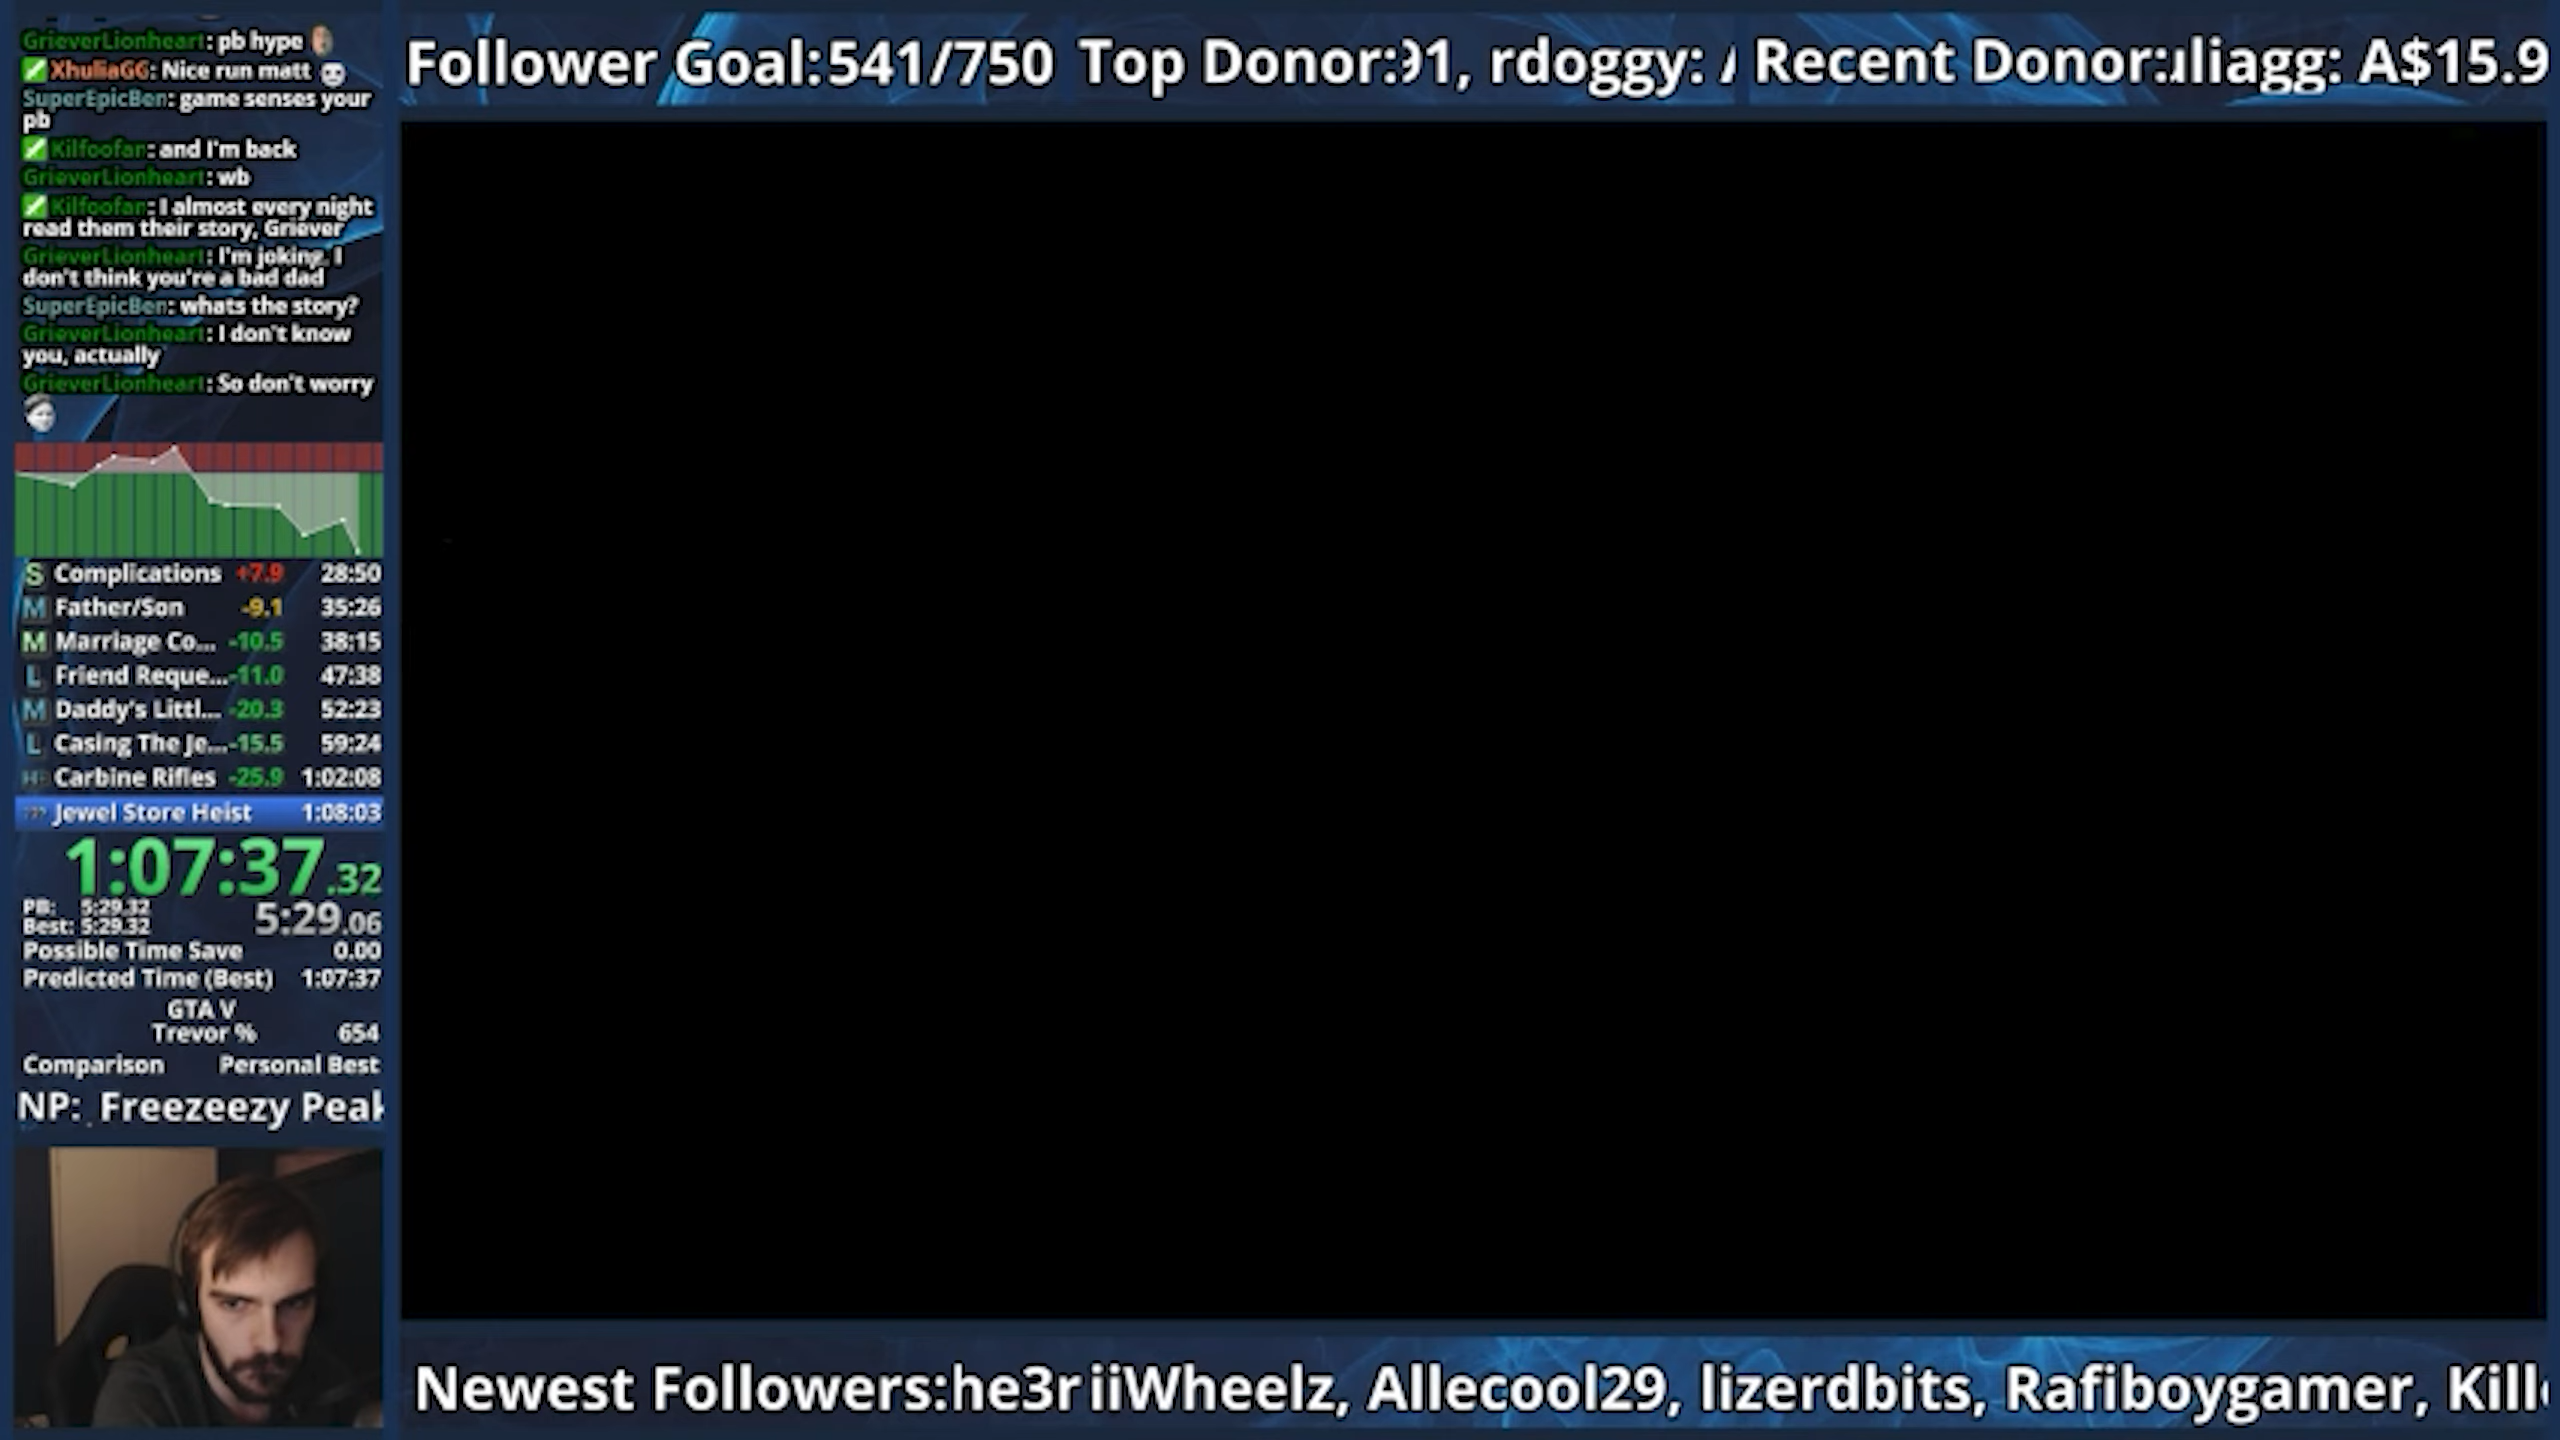 GrieverLionheart: pb hype
XhuliaGG: Nice run matt
SuperEpicBen: game senses your
pb
Kilfoofan: and I'm back
GrieverLionheart: wb
Kilfoofan: I almost every night
read them their story, Griever
GrieverLionheart: I'm joking. I
don't think you're a bad dad
SuperEpicBen: whats the story?
GrieverLionheart: I don't know
you, actually
GrieverLionheart: So don't worry
S Complications +7.9 28:50
M Father/Son -9.1 35:26
M Marriage Co... -10.5 38:15
L Friend Reque... -11.0 47:38
M Daddy's Littl... -20.3 52:23
L Casing The Je... -15.5 59:24
Carbine Rifles -25.9 1:02:08
Jewel Store Heist 1:08:03
1:07:37.32
PB: 5:29.32
Best: 5:29.32
5:29.06
Possible Time Save 0.00
Predicted Time (Best) 1:07:37
GTA V
Trevor % 654
Comparison Personal Best
NP: Freezeezy Peak
Follower Goal: 541/750 Top Donor: 91, rdoggy: Recent Donor: uliagg: A$15.9
Newest Followers: he3r iiWheelz, Allecool29, lizerdbits, Rafiboygamer, Kill